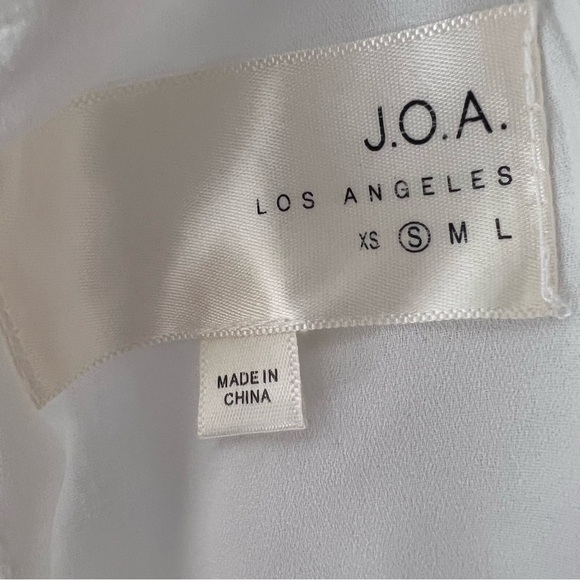 J.O.A.
LOS ANGELES
XS S M L
MADE IN
CHINA